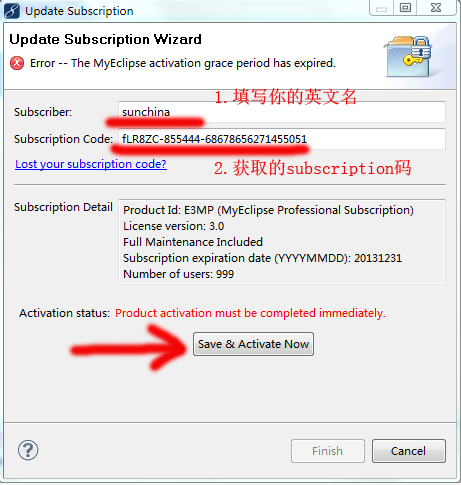 Update Subscription
Update Subscription Wizard
Error -- The MyEclipse activation grace period has expired.
1.填写你的英文名
Subscriber: sunchina
Subscription Code: fLR8ZC-855444-68678656271455051
Lost your subscription code?
2.获取的subscription码
Subscription Detail
Product Id: E3MP (MyEclipse Professional Subscription)
License version: 3.0
Full Maintenance Included
Subscription expiration date (YYYYMMDD): 20131231
Number of users: 999
Activation status: Product activation must be completed immediately.
Save & Activate Now
Finish
Cancel